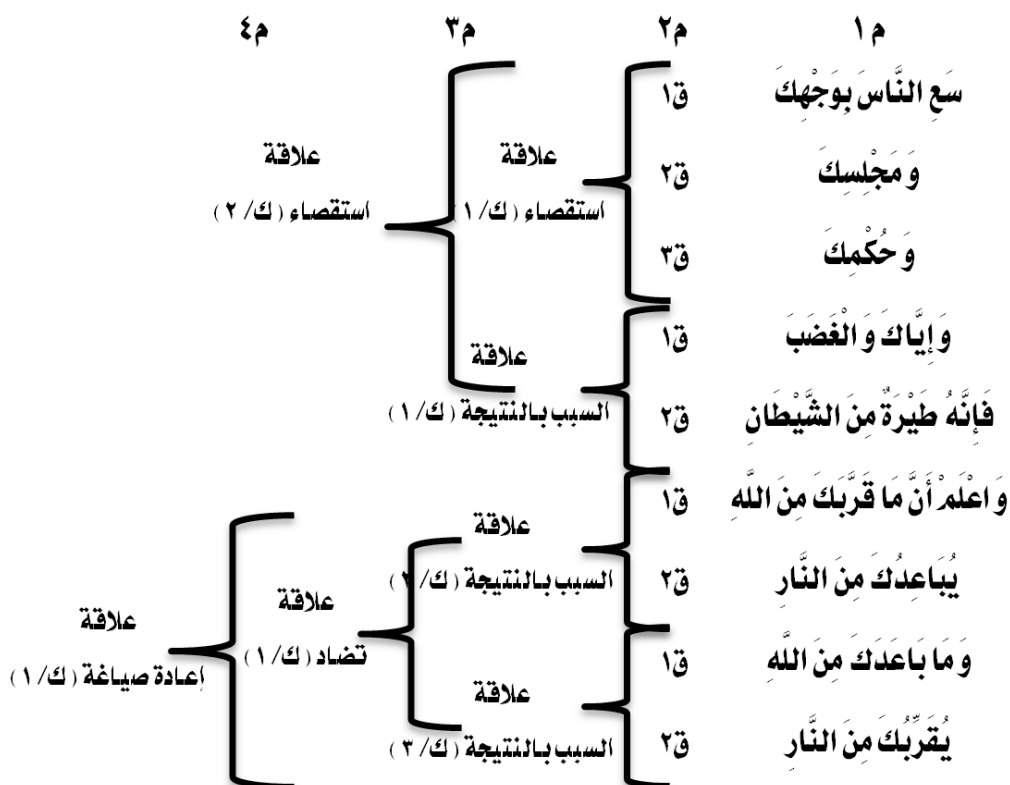 م١ م٢ م٣ م٤
سَعِ النَّاسَ بِوَجْهِكَ ق١
علاقة علاقة
وَ مَجْلِسِكَ ق٢
استقصاء (ك/١) استقصاء (ك/٢)
وَ حُكْمِكَ ق٣
وَ إِيَّاكَ وَ الْغَضَبَ ق١
علاقة
فَإِنَّهُ طَيْرَةٌ مِنَ الشَّيْطَانِ ق٢ السبب بالنتيجة (ك/١)
وَ اعْلَمْ أَنَّ مَا قَرَّبَكَ مِنَ اللَّهِ ق١
علاقة
يُبَاعِدُكَ مِنَ النَّارِ ق٢ السبب بالنتيجة (ك/٢)
علاقة علاقة
وَ مَا بَاعَدَكَ مِنَ اللَّهِ ق١ تضاد (ك/١) إعادة صياغة (ك/١)
علاقة
يُقَرِّبُكَ مِنَ النَّارِ ق٢ السبب بالنتيجة (ك/٣)